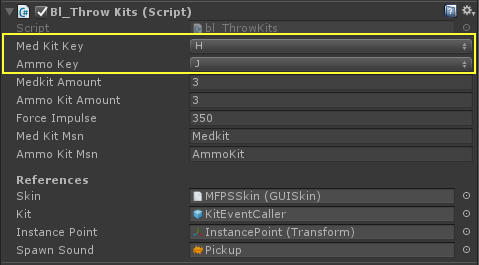 Bl_Throw Kits (Script)
Script bl_ThrowKits
Med Kit Key H
Ammo Key J
Medkit Amount 3
Ammo Kit Amount 3
Force Impulse 350
Med Kit Msn Medkit
Ammo Kit Msn AmmoKit
References
Skin MFPSSkin (GUISkin)
Kit KitEventCaller
Instance Point InstancePoint (Transform)
Spawn Sound Pickup